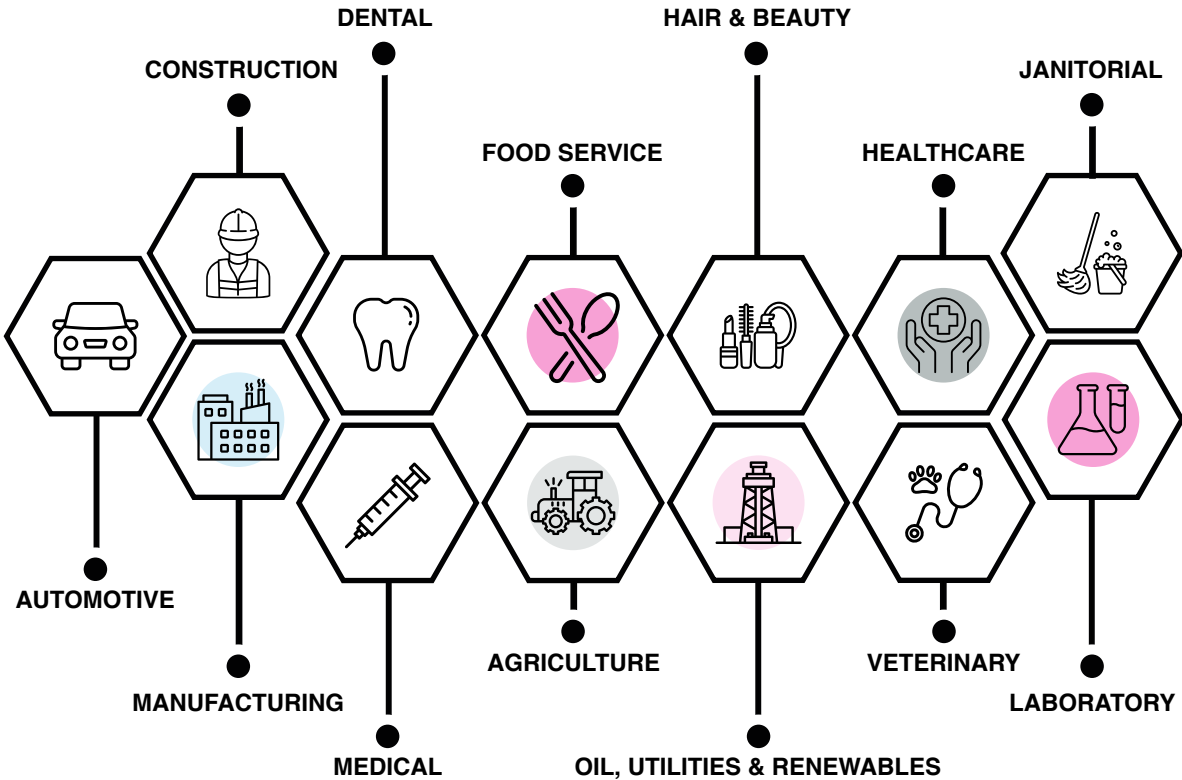 DENTAL
HAIR & BEAUTY
CONSTRUCTION
JANITORIAL
FOOD SERVICE
HEALTHCARE
AUTOMOTIVE
AGRICULTURE
VETERINARY
MANUFACTURING
LABORATORY
MEDICAL
OIL, UTILITIES & RENEWABLES